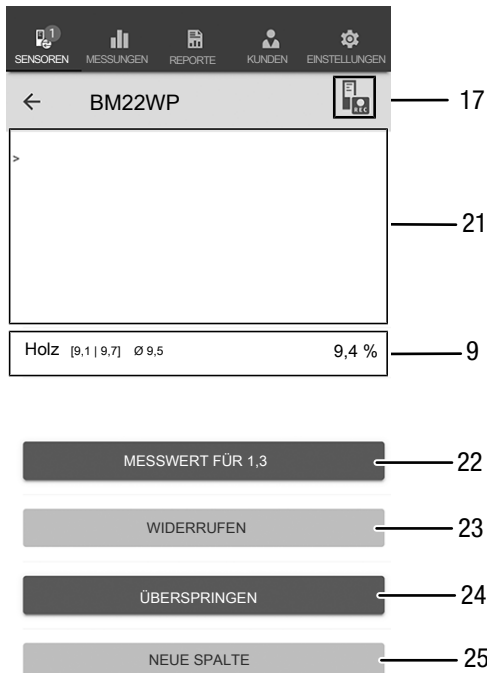 1
SENSOREN MESSUNGEN REPORTE KUNDEN EINSTELLUNGEN
← BM22WP REC 17
>
21
Holz [9,1 | 9,7] Ø 9,5 9,4 % 9
MESSWERT FÜR 1,3 22
WIDERRUFEN 23
ÜBERSPRINGEN 24
NEUE SPALTE 25